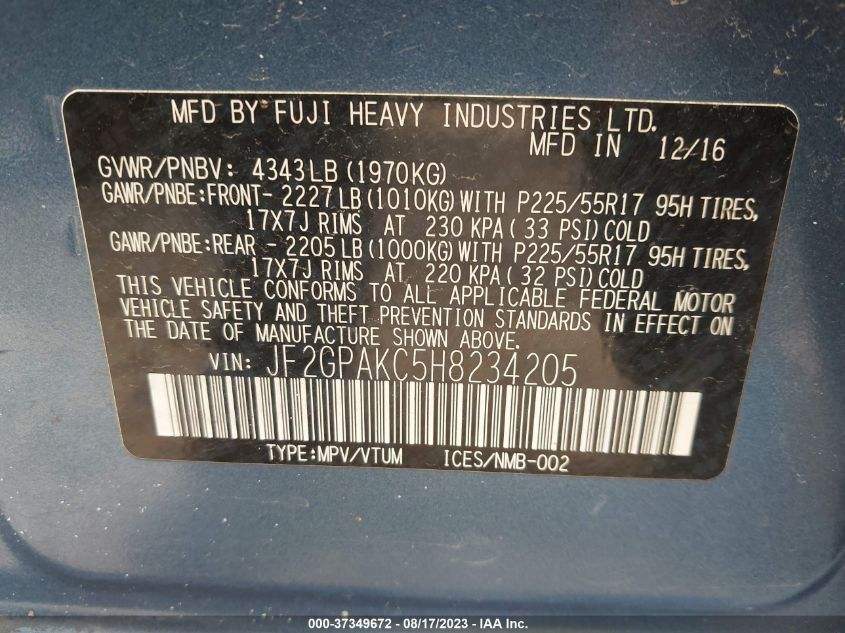 MFD BY FUJI HEAVY INDUSTRIES LTD.
MFD IN 12/16
GVWR/PNBV: 4343LB (1970KG)
GAWR/PNBE:FRONT- 2227 LB (1010KG) WITH P225/55R17 95H TIRES,
17X7J RIMS AT 230 KPA ( 33 PSI) COLD
GAWR/PNBE:REAR - 2205 LB (1000KG) WITH P225/55R17 95H TIRES,
17X7J RIMS AT 220 KPA ( 32 PSI) COLD
THIS VEHICLE CONFORMS TO ALL APPLICABLE FEDERAL MOTOR
VEHICLE SAFETY AND THEFT PREVENTION STANDARDS IN EFFECT ON
THE DATE OF MANUFACTURE SHOWN ABOVE.
VIN: JF2GPAKC5H8234205
TYPE:MPV/VTUM ICES/NMB-002
000-37349672 - 08/17/2023 - IAA Inc.